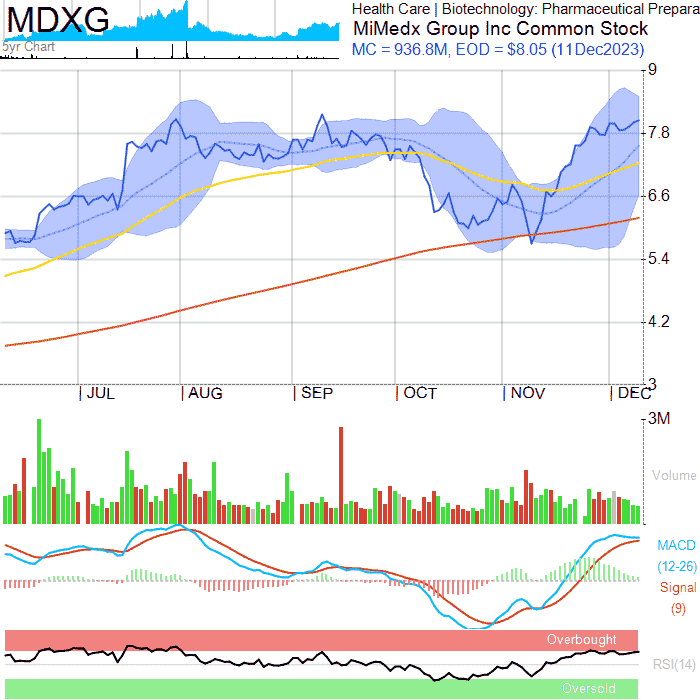 MDXG
5yr Chart
Health Care | Biotechnology: Pharmaceutical Prepara
MiMedx Group Inc Common Stock
MC = 936.8M, EOD = $8.05 (11Dec2023)
9
7.8
6.6
5.4
4.2
3
JUL
AUG
SEP
OCT
NOV
DEC
3M
Volume
MACD
(12-26)
Signal
(9)
Overbought
RSI(14)
Oversold